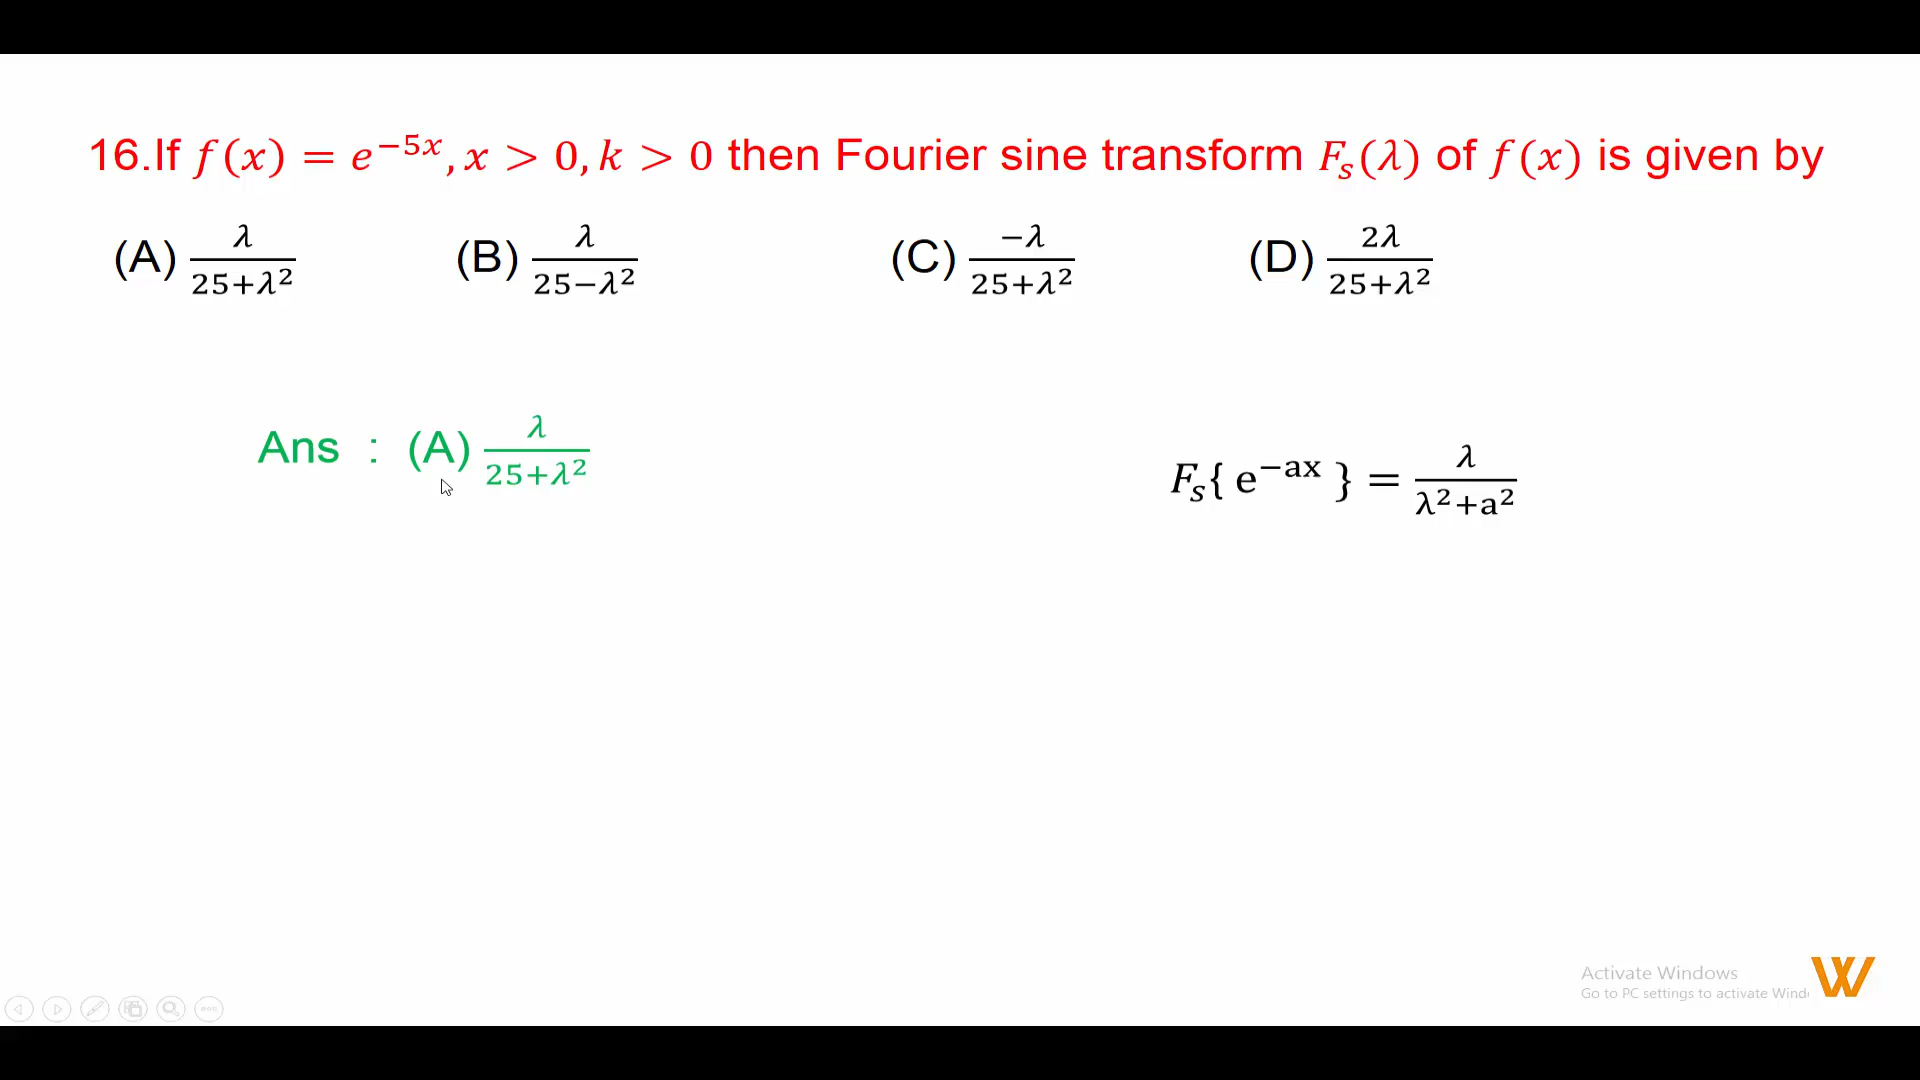 16.If f(x) = e^{−5x}, x > 0, k > 0 then Fourier sine transform F_s(λ) of f(x) is given by
(A) λ/(25+λ²) (B) λ/(25−λ²) (C) −λ/(25+λ²) (D) 2λ/(25+λ²)
Ans : (A) λ/(25+λ²)
F_s{ e^{−ax} } = λ/(λ²+a²)
Activate Windows
Go to PC settings to activate Wind